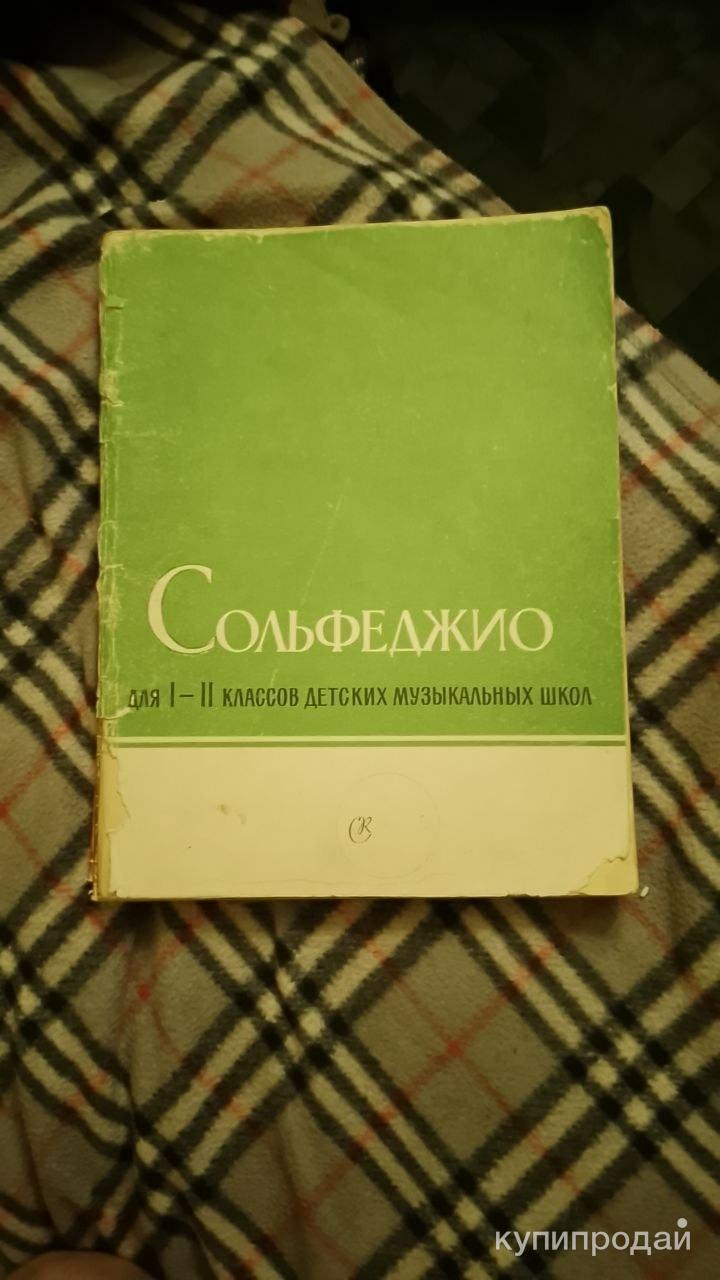 Сольфеджио
для I–II классов детских музыкальных школ
купипродай